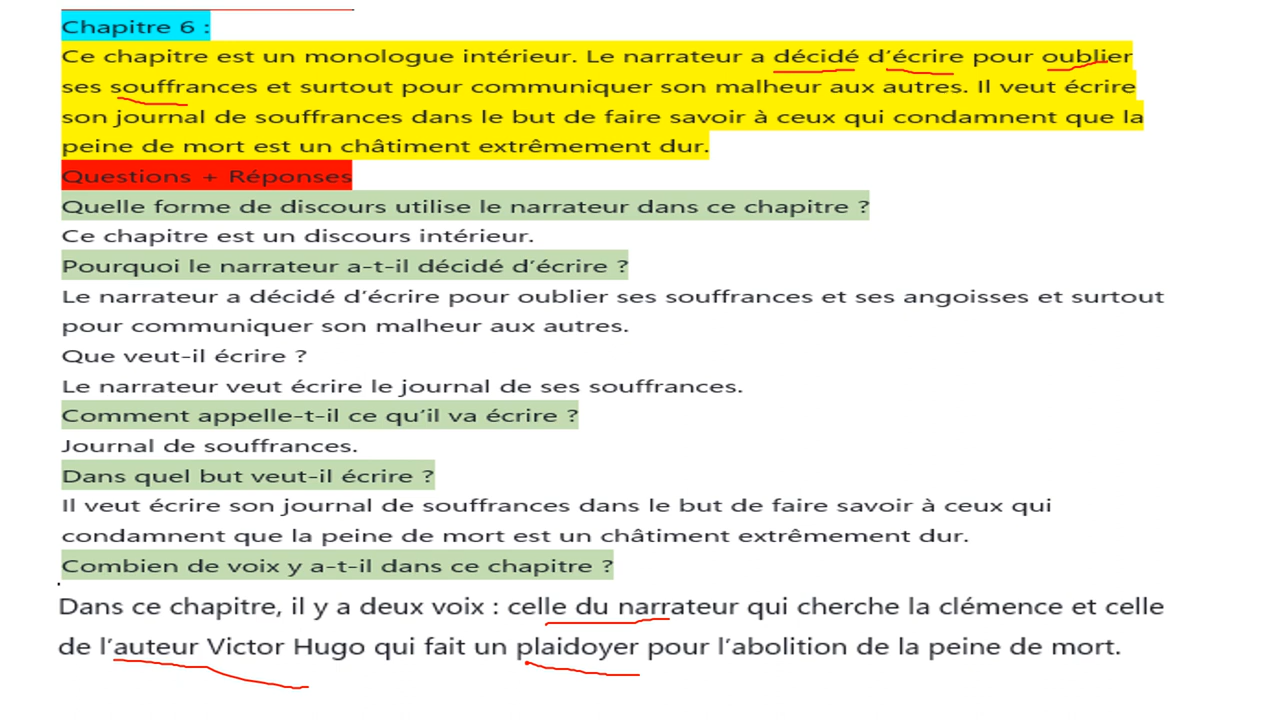 Chapitre 6 :
Ce chapitre est un monologue intérieur. Le narrateur a décidé d’écrire pour oublier
ses souffrances et surtout pour communiquer son malheur aux autres. Il veut écrire
son journal de souffrances dans le but de faire savoir à ceux qui condamnent que la
peine de mort est un châtiment extrêmement dur.
Questions + Réponses
Quelle forme de discours utilise le narrateur dans ce chapitre ?
Ce chapitre est un discours intérieur.
Pourquoi le narrateur a-t-il décidé d’écrire ?
Le narrateur a décidé d’écrire pour oublier ses souffrances et ses angoisses et surtout
pour communiquer son malheur aux autres.
Que veut-il écrire ?
Le narrateur veut écrire le journal de ses souffrances.
Comment appelle-t-il ce qu’il va écrire ?
Journal de souffrances.
Dans quel but veut-il écrire ?
Il veut écrire son journal de souffrances dans le but de faire savoir à ceux qui
condamnent que la peine de mort est un châtiment extrêmement dur.
Combien de voix y a-t-il dans ce chapitre ?
Dans ce chapitre, il y a deux voix : celle du narrateur qui cherche la clémence et celle
de l’auteur Victor Hugo qui fait un plaidoyer pour l’abolition de la peine de mort.